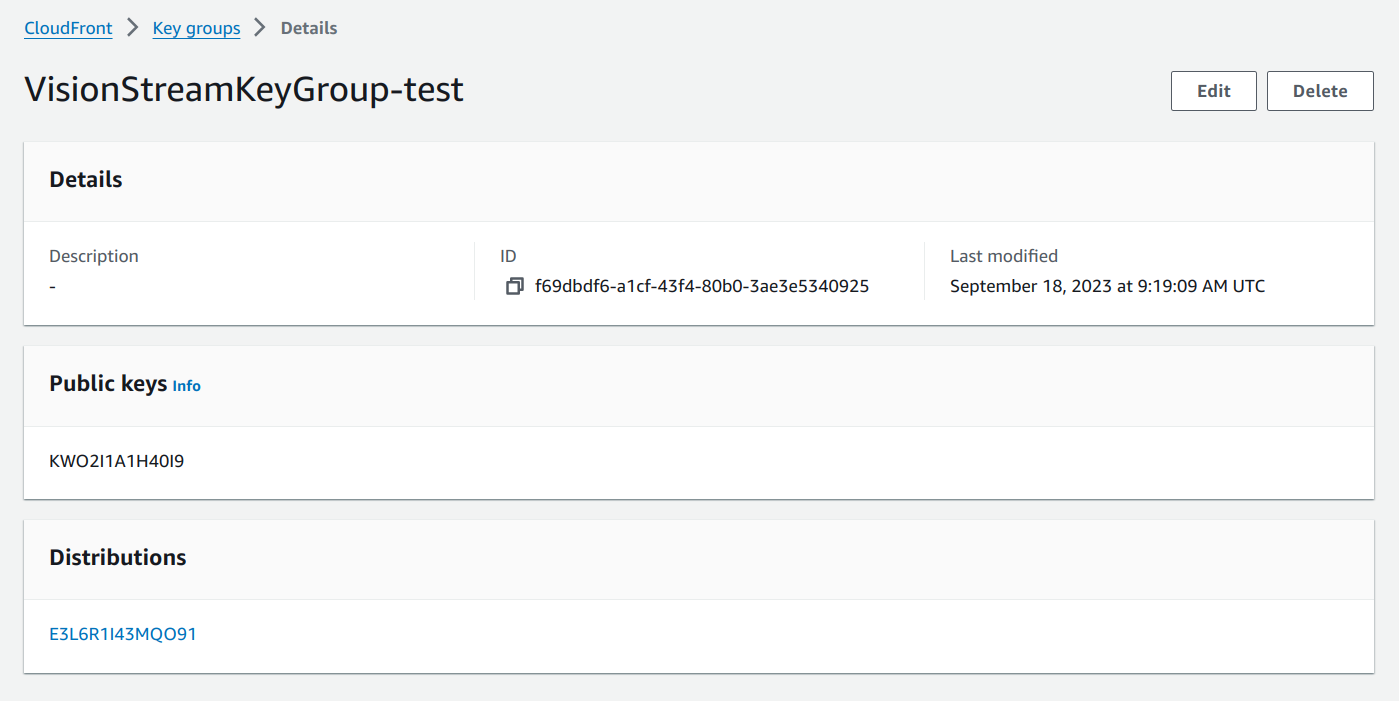 CloudFront > Key groups > Details
VisionStreamKeyGroup-test
Edit Delete
Details
Description ID Last modified
- f69dbdf6-a1cf-43f4-80b0-3ae3e5340925 September 18, 2023 at 9:19:09 AM UTC
Public keys Info
KWO2I1A1H40I9
Distributions
E3L6R1I43MQO91